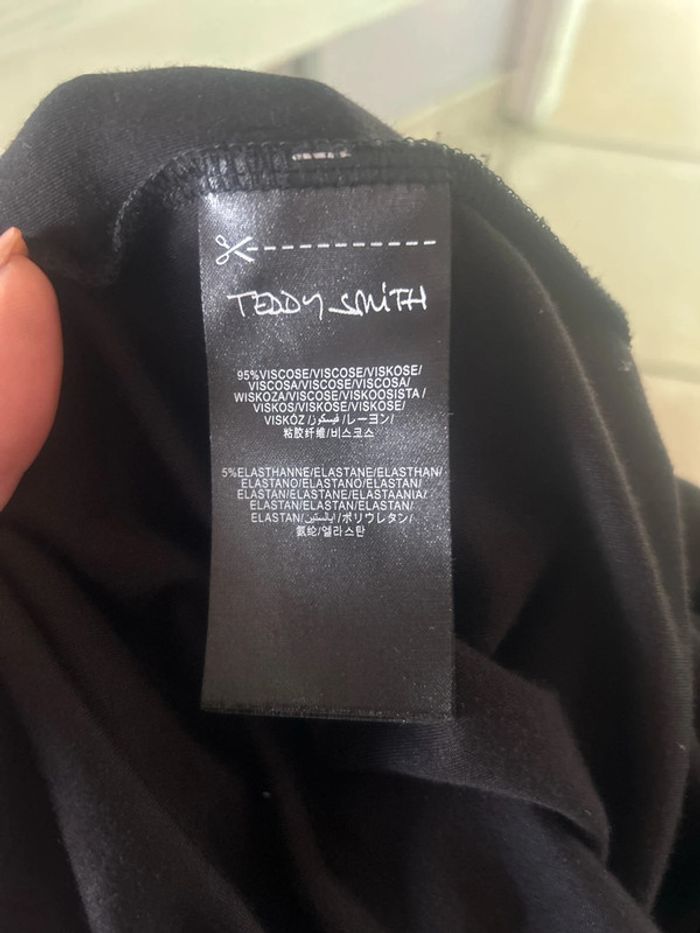 TEDDY SMITH
95%VISCOSE/VISCOSE/VISKOSE/
VISCOSA/VISCOSE/VISCOSA/
WISKOZA/VISCOSE/VISKOOSISTA /
VISKOS/VISKOSE/VISKOSE/
VISKÓZ /فيسكوز/レーヨン/
粘胶纤维/비스코스
5%ELASTHANNE/ELASTANE/ELASTHAN/
ELASTANO/ELASTANO/ELASTAN/
ELASTAN/ELASTANE/ELASTAANIA/
ELASTAN/ELASTAN/ELASTAN/
ELASTAN/ايالستين/ポリウレタン/
氨纶/엘라스탄